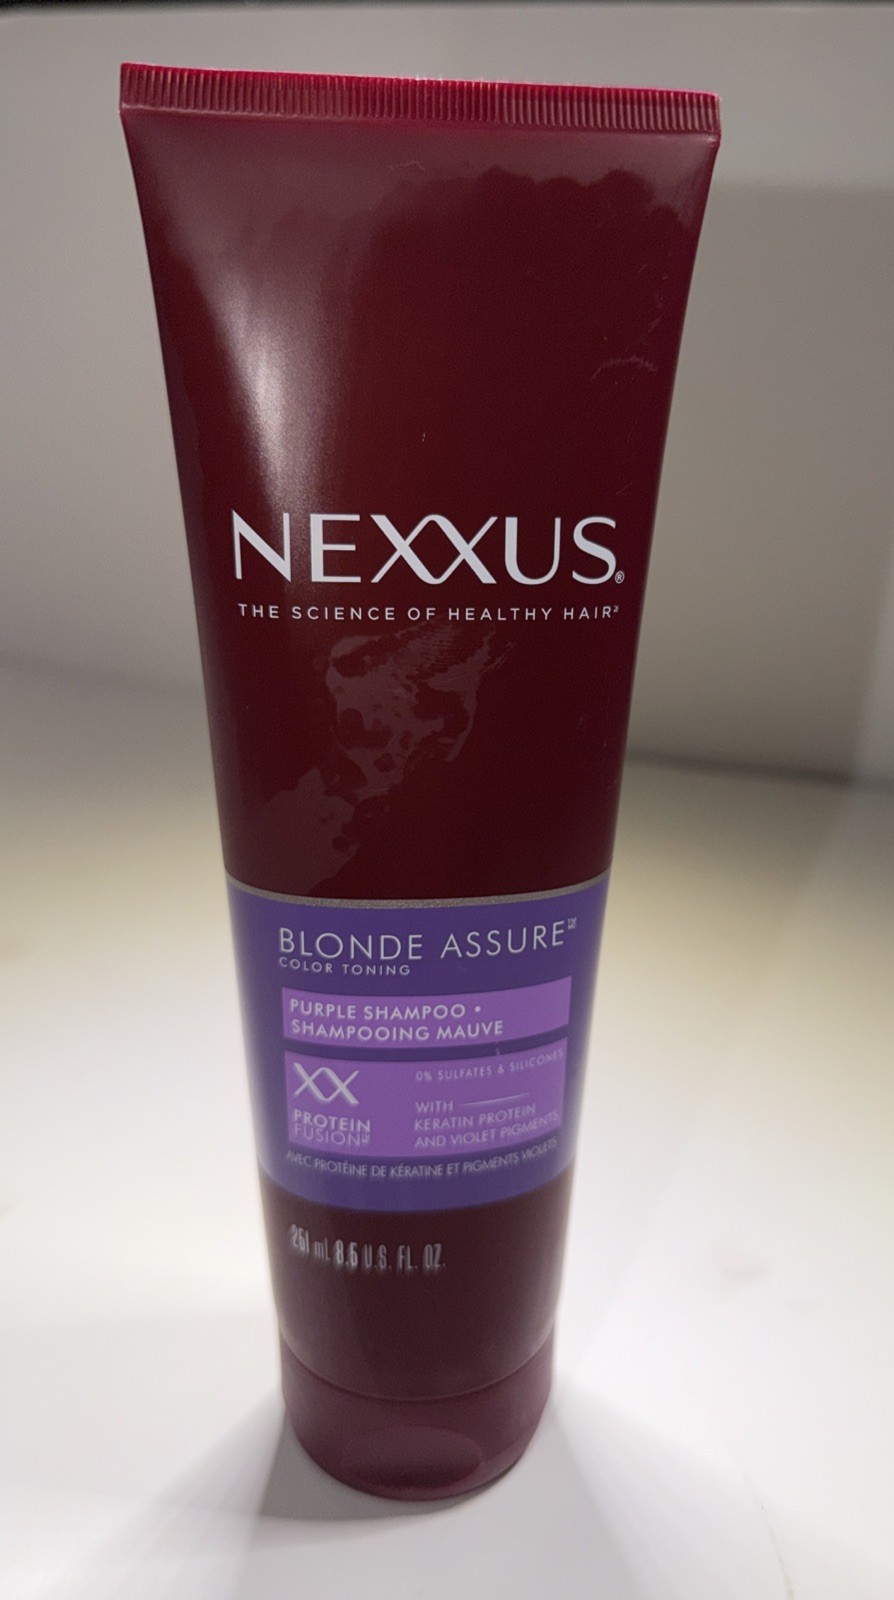 NEXXUS®
THE SCIENCE OF HEALTHY HAIR
BLONDE ASSURE
COLOR TONING
PURPLE SHAMPOO •
SHAMPOOING MAUVE
XX
PROTEIN
FUSION
0% SULFATES & SILICONES
WITH
KERATIN PROTEIN
AND VIOLET PIGMENTS
AVEC PROTÉINE DE KÉRATINE ET PIGMENTS VIOLETS
251 mL 8.5 U.S. FL. OZ.